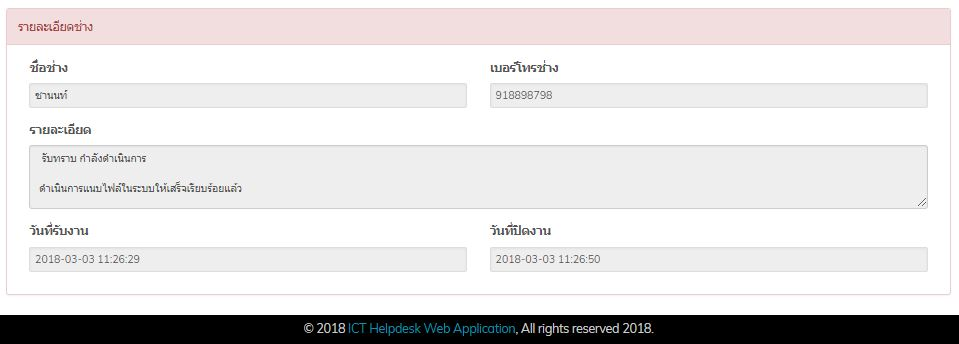 รายละเอียดช่าง
ชื่อช่าง
เบอร์โทรช่าง
ชานนท์
918898798
รายละเอียด
รับทราบ กำลังดำเนินการ
ดำเนินการแนบไฟล์ในระบบให้เสร็จเรียบร้อยแล้ว
วันที่รับงาน
วันที่ปิดงาน
2018-03-03 11:26:29
2018-03-03 11:26:50
© 2018 ICT Helpdesk Web Application, All rights reserved 2018.